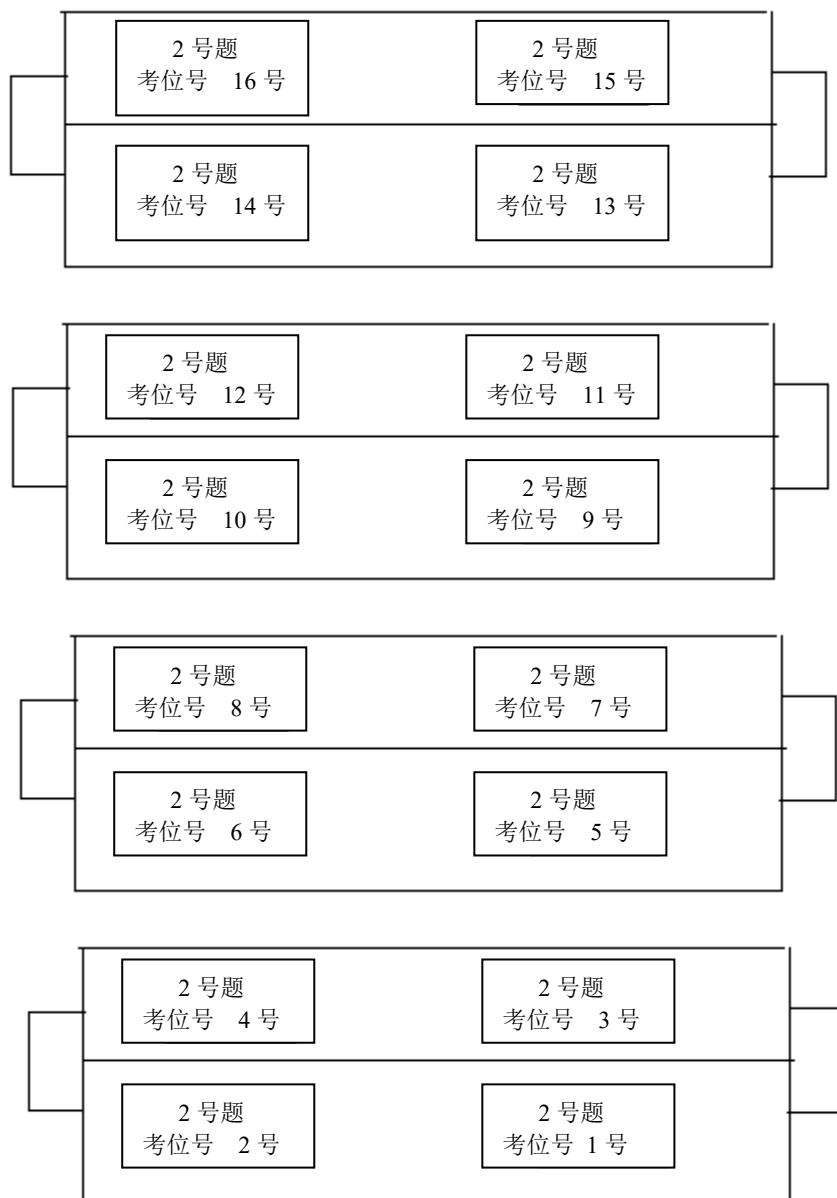 2 号题
考位号 16 号
2 号题
考位号 15 号
2 号题
考位号 14 号
2 号题
考位号 13 号
2 号题
考位号 12 号
2 号题
考位号 11 号
2 号题
考位号 10 号
2 号题
考位号 9 号
2 号题
考位号 8 号
2 号题
考位号 7 号
2 号题
考位号 6 号
2 号题
考位号 5 号
2 号题
考位号 4 号
2 号题
考位号 3 号
2 号题
考位号 2 号
2 号题
考位号 1 号